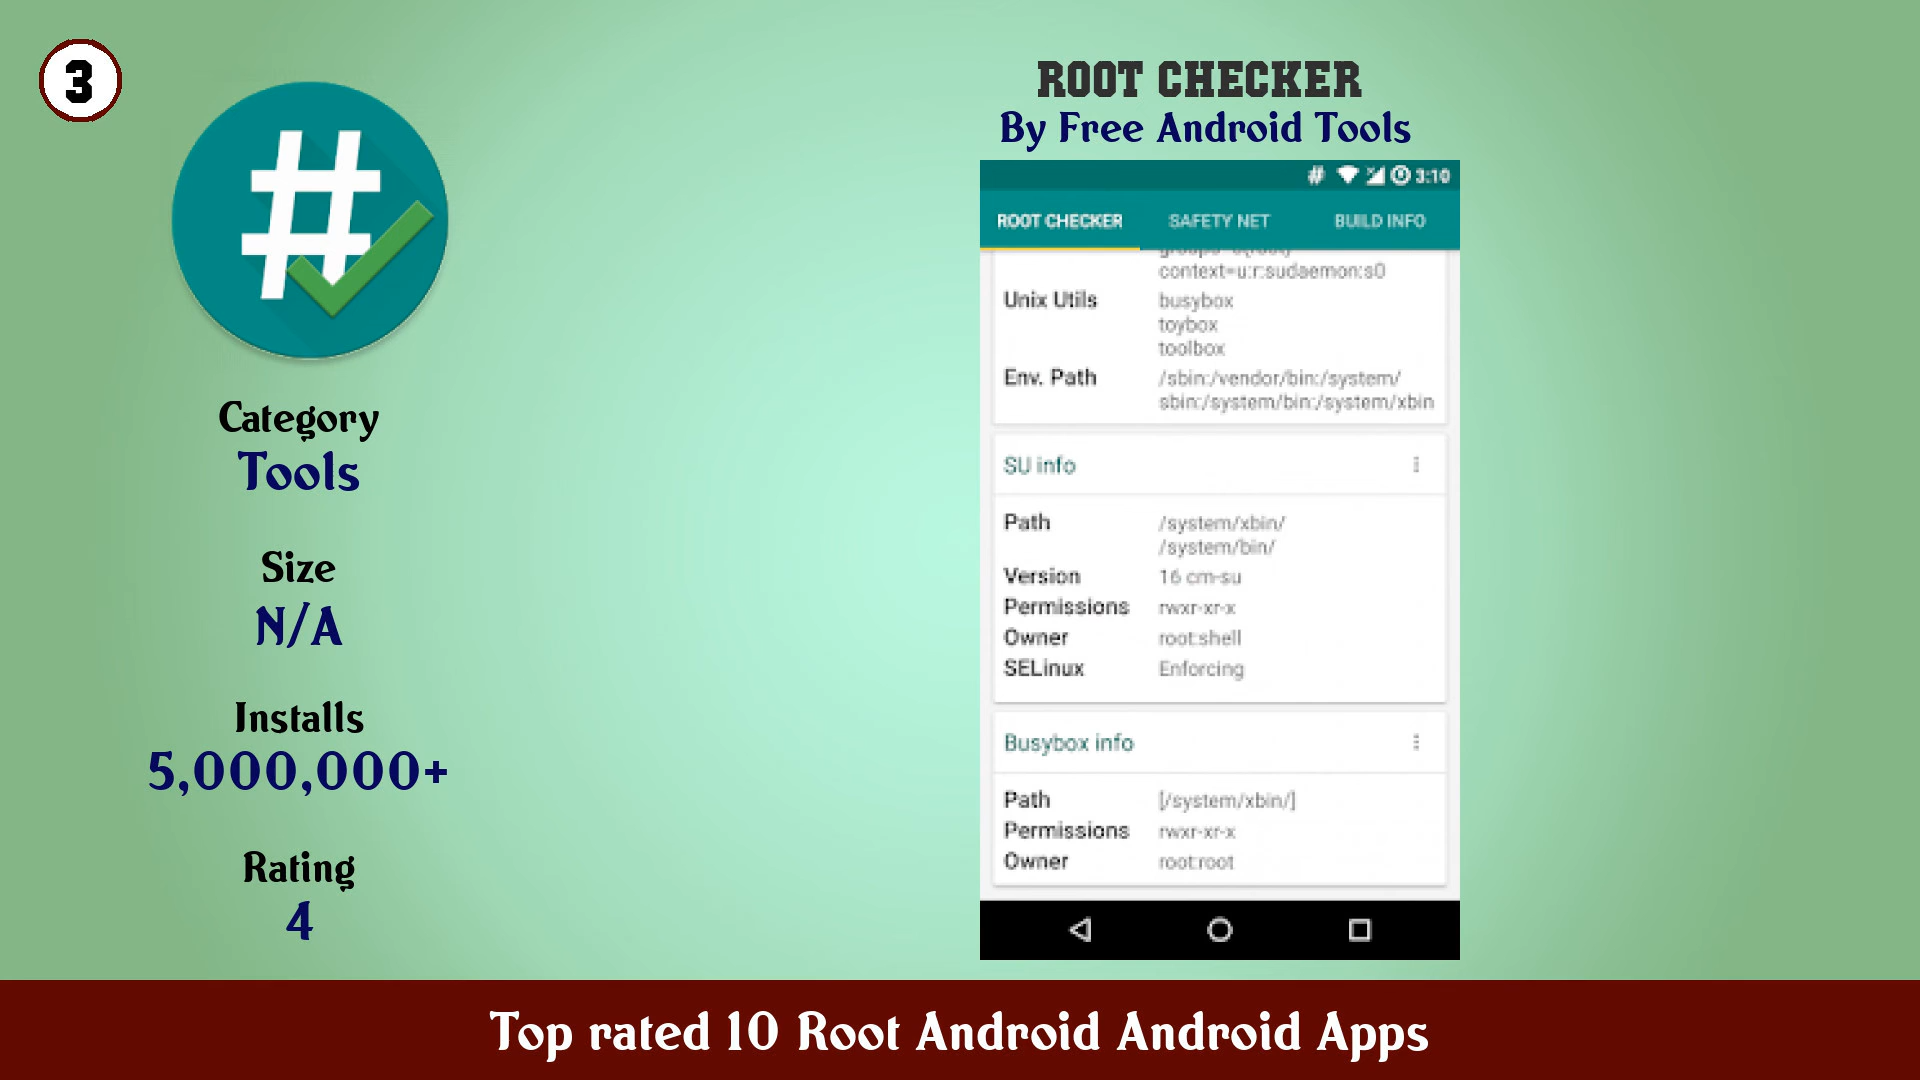 3
ROOT CHECKER
By Free Android Tools
#
Category
Tools
Size
N/A
Installs
5,000,000+
Rating
4
# 3:10
ROOT CHECKER SAFETY NET BUILD INFO
context=u:r:sudaemon:s0
Unix Utils busybox
toybox
toolbox
Env. Path /sbin:/vendor/bin:/system/
sbin:/system/bin:/system/xbin
SU info
Path /system/xbin/
/system/bin/
Version 16 cm-su
Permissions rwxr-xr-x
Owner root:shell
SELinux Enforcing
Busybox info
Path [/system/xbin/]
Permissions rwxr-xr-x
Owner root:root
Top rated 10 Root Android Android Apps